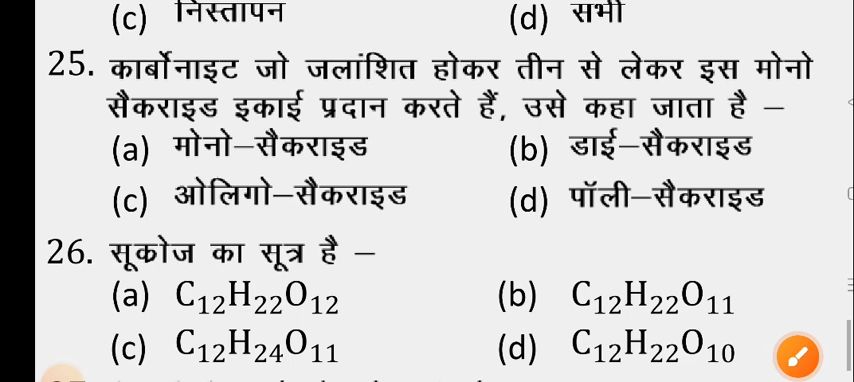 (c) निस्तापन (d) सभी
25. कार्बोनाइट जो जलांशित होकर तीन से लेकर इस मोनो
सैकराइड इकाई प्रदान करते हैं, उसे कहा जाता है –
(a) मोनो–सैकराइड (b) डाई–सैकराइड
(c) ओलिगो–सैकराइड (d) पॉली–सैकराइड
26. सूकोज का सूत्र है –
(a) C₁₂H₂₂O₁₂ (b) C₁₂H₂₂O₁₁
(c) C₁₂H₂₄O₁₁ (d) C₁₂H₂₂O₁₀